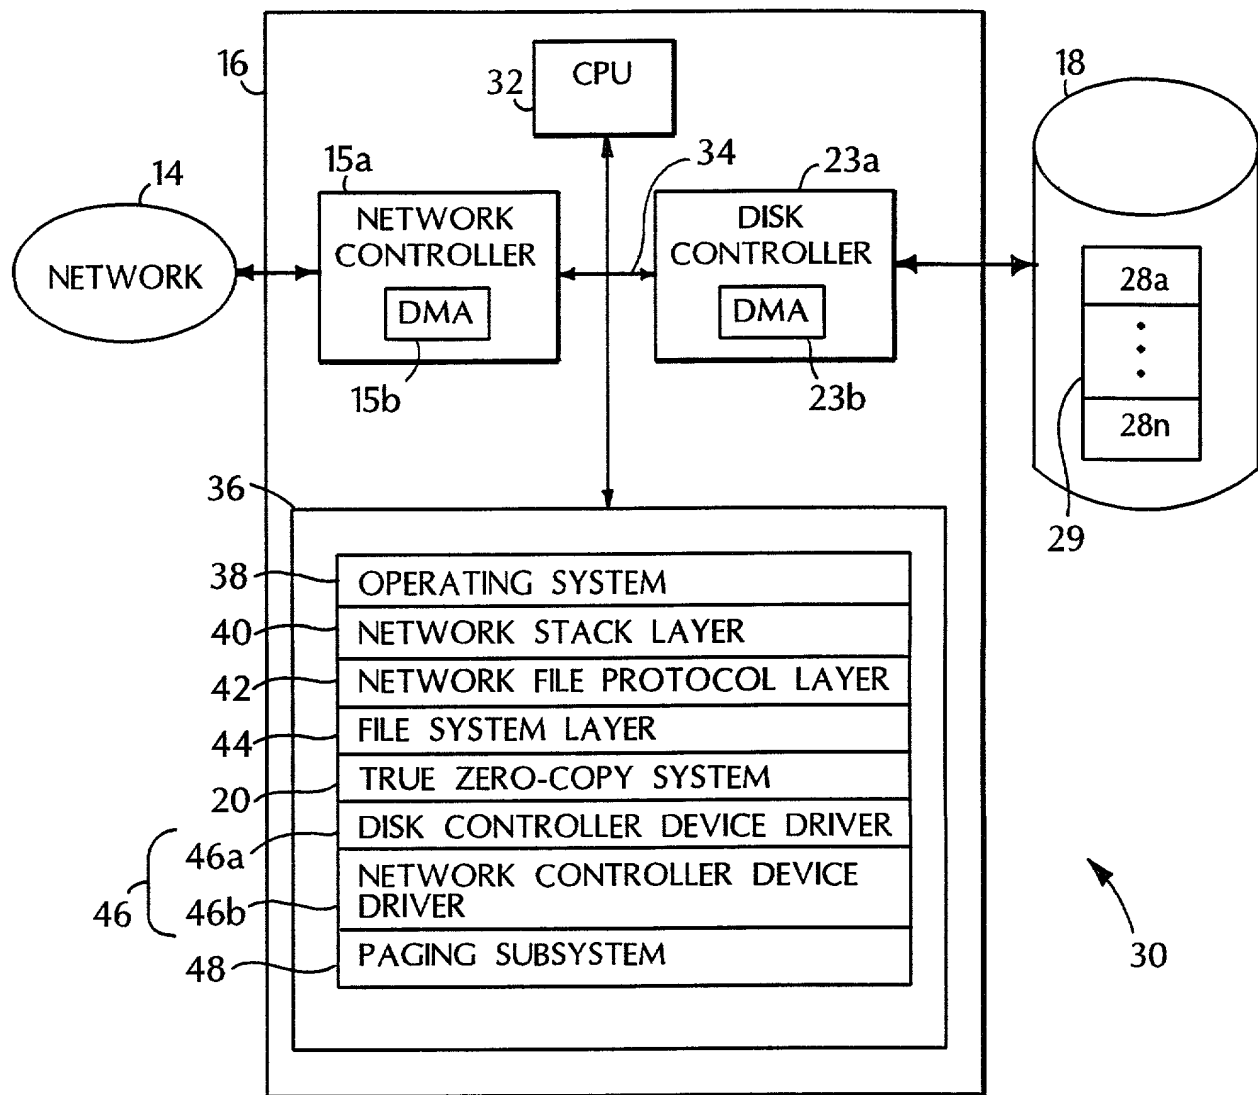 16
32
CPU
18
14
NETWORK
15a
NETWORK
CONTROLLER
DMA
15b
34
23a
DISK
CONTROLLER
DMA
23b
28a
28n
29
36
38
OPERATING SYSTEM
40
NETWORK STACK LAYER
42
NETWORK FILE PROTOCOL LAYER
44
FILE SYSTEM LAYER
20
TRUE ZERO-COPY SYSTEM
46
46a
DISK CONTROLLER DEVICE DRIVER
46b
NETWORK CONTROLLER DEVICE
DRIVER
48
PAGING SUBSYSTEM
30